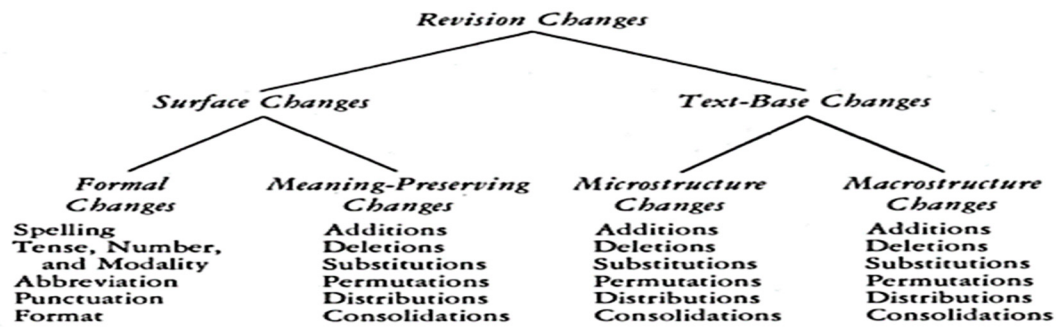 Revision Changes
Surface Changes
Text-Base Changes
Formal
Changes
Spelling
Tense, Number,
and Modality
Abbreviation
Punctuation
Format
Meaning-Preserving
Changes
Additions
Deletions
Substitutions
Permutations
Distributions
Consolidations
Microstructure
Changes
Additions
Deletions
Substitutions
Permutations
Distributions
Consolidations
Macrostructure
Changes
Additions
Deletions
Substitutions
Permutations
Distributions
Consolidations